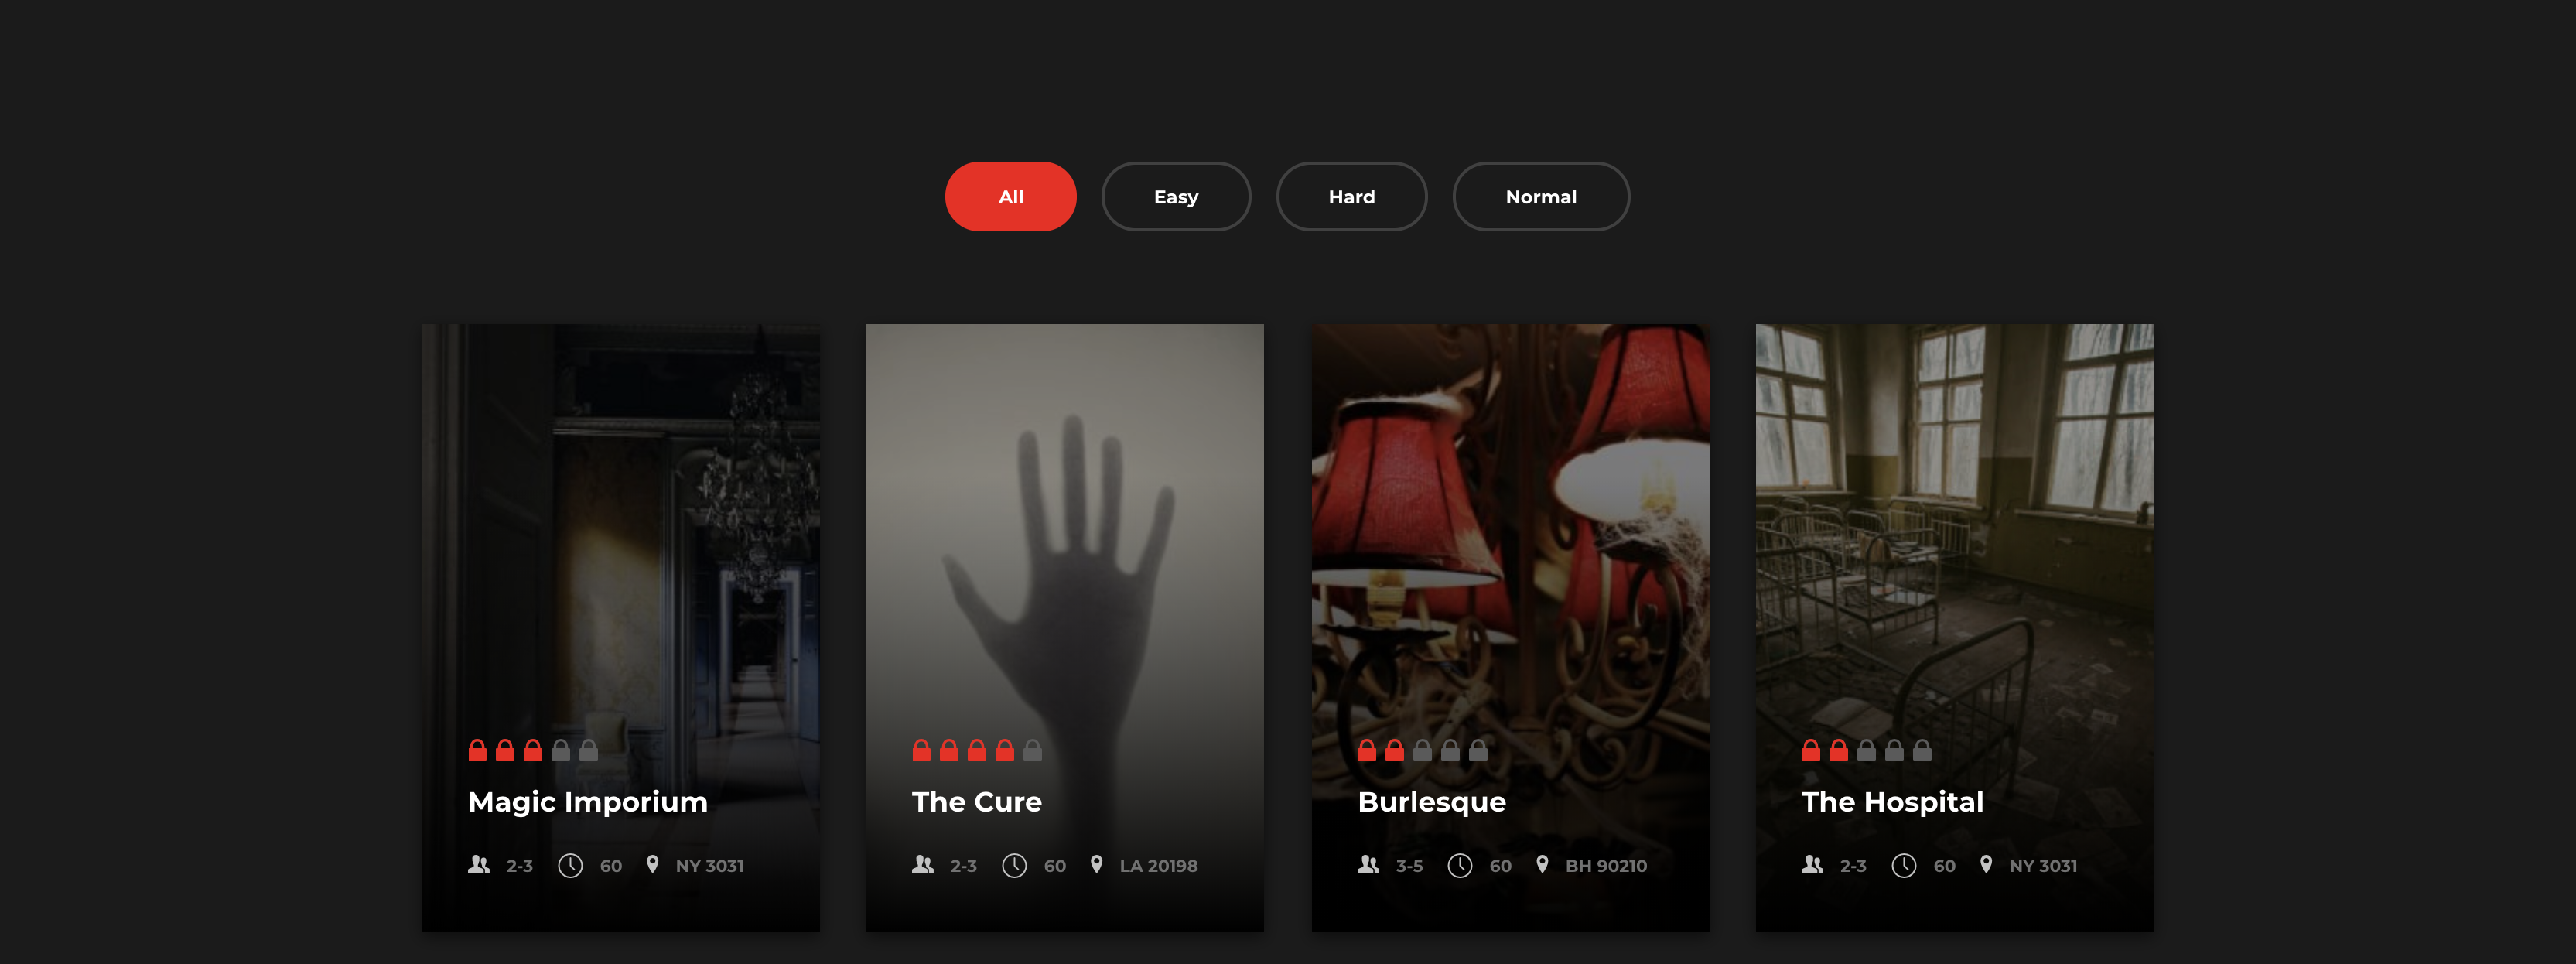 All
Easy
Hard
Normal
Magic Imporium
2-3 60 NY 3031
The Cure
2-3 60 LA 20198
Burlesque
3-5 60 BH 90210
The Hospital
2-3 60 NY 3031